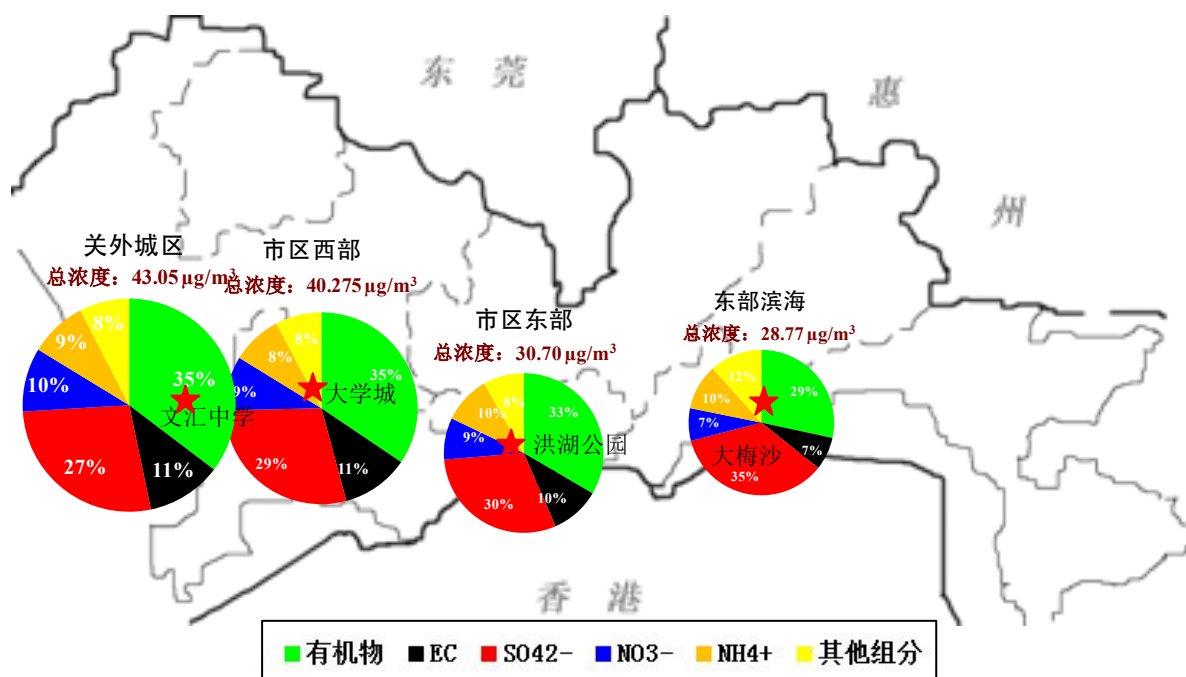 东 莞
惠
州
关外城区
总浓度：43.05 μg/m³
35%
11%
27%
10%
9%
8%
文汇中学
市区西部
总浓度：40.275 μg/m³
35%
11%
29%
9%
8%
8%
大学城
市区东部
总浓度：30.70 μg/m³
33%
10%
30%
9%
10%
8%
洪湖公园
东部滨海
总浓度：28.77 μg/m³
29%
7%
35%
7%
10%
12%
大梅沙
香 港
有机物 EC SO42- NO3- NH4+ 其他组分